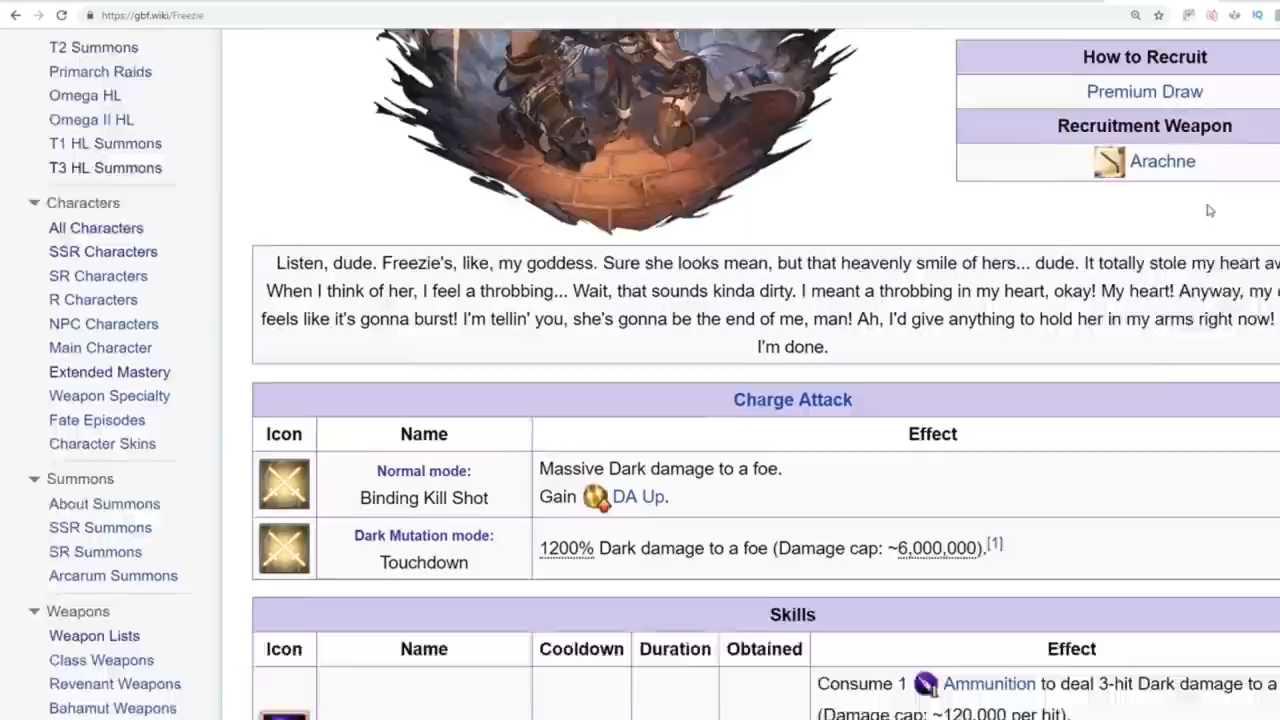 https://gbf.wiki/Freezie
IQ
T2 Summons
Primarch Raids
Omega HL
Omega II HL
T1 HL Summons
T3 HL Summons
Characters
All Characters
SSR Characters
SR Characters
R Characters
NPC Characters
Main Character
Extended Mastery
Weapon Specialty
Fate Episodes
Character Skins
Summons
About Summons
SSR Summons
SR Summons
Arcarum Summons
Weapons
Weapon Lists
Class Weapons
Revenant Weapons
Bahamut Weapons
How to Recruit
Premium Draw
Recruitment Weapon
Arachne
Listen, dude. Freezie's, like, my goddess. Sure she looks mean, but that heavenly smile of hers... dude. It totally stole my heart
When I think of her, I feel a throbbing... Wait, that sounds kinda dirty. I meant a throbbing in my heart, okay! My heart! Anyway, my
feels like it's gonna burst! I'm tellin' you, she's gonna be the end of me, man! Ah, I'd give anything to hold her in my arms right now!
I'm done.
Charge Attack
Icon Name Effect
Normal mode:
Binding Kill Shot
Massive Dark damage to a foe.
Gain DA Up.
Dark Mutation mode:
Touchdown
1200% Dark damage to a foe (Damage cap: ~6,000,000).[1]
Skills
Icon Name Cooldown Duration Obtained Effect
Consume 1 Ammunition to deal 3-hit Dark damage to a
(Damage cap: ~120,000 per hit).